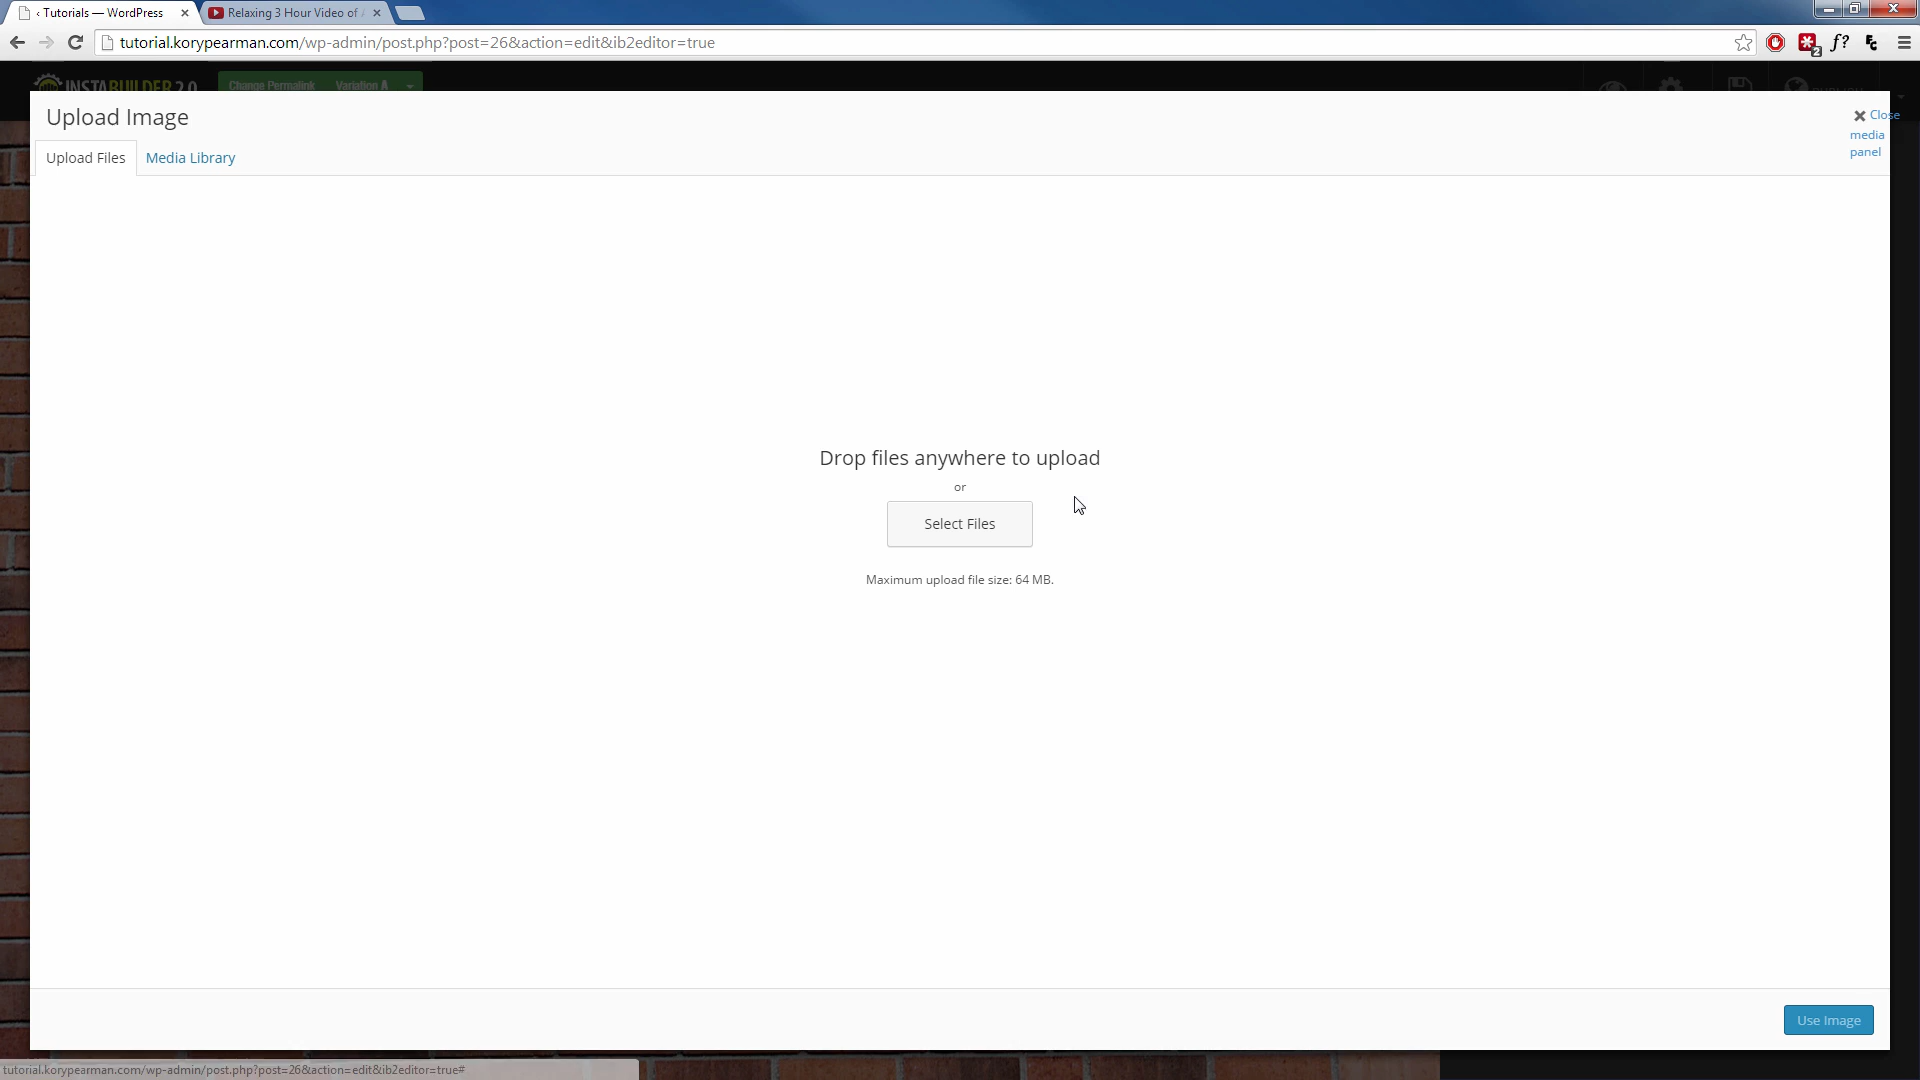 ‹ Tutorials — WordPress
Relaxing 3 Hour Video of
tutorial.korypearman.com/wp-admin/post.php?post=26&action=edit&ib2editor=true
f?
2
INSTABUILDER 2.0
Change Permalink Variation A
Upload Image
Close media panel
Upload Files
Media Library
Drop files anywhere to upload
or
Select Files
Maximum upload file size: 64 MB.
Use Image
tutorial.korypearman.com/wp-admin/post.php?post=26&action=edit&ib2editor=true#